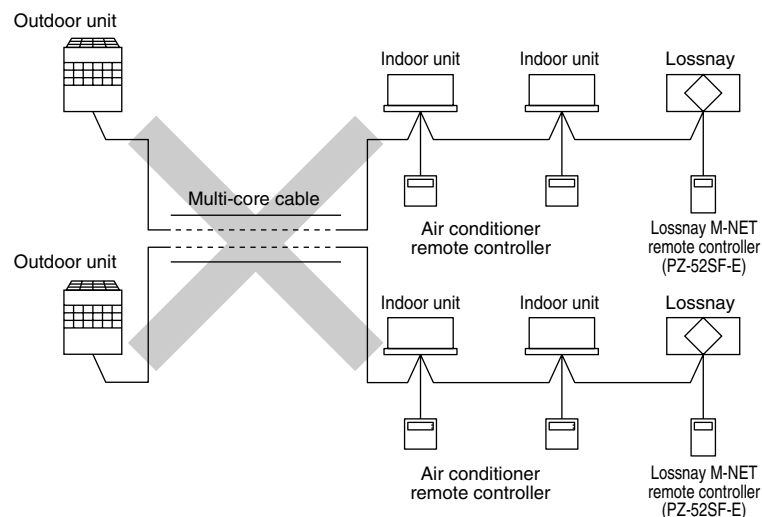 Outdoor unit
Indoor unit
Indoor unit
Lossnay
Multi-core cable
Air conditioner
remote controller
Lossnay M-NET
remote controller
(PZ-52SF-E)
Outdoor unit
Indoor unit
Indoor unit
Lossnay
Air conditioner
remote controller
Lossnay M-NET
remote controller
(PZ-52SF-E)